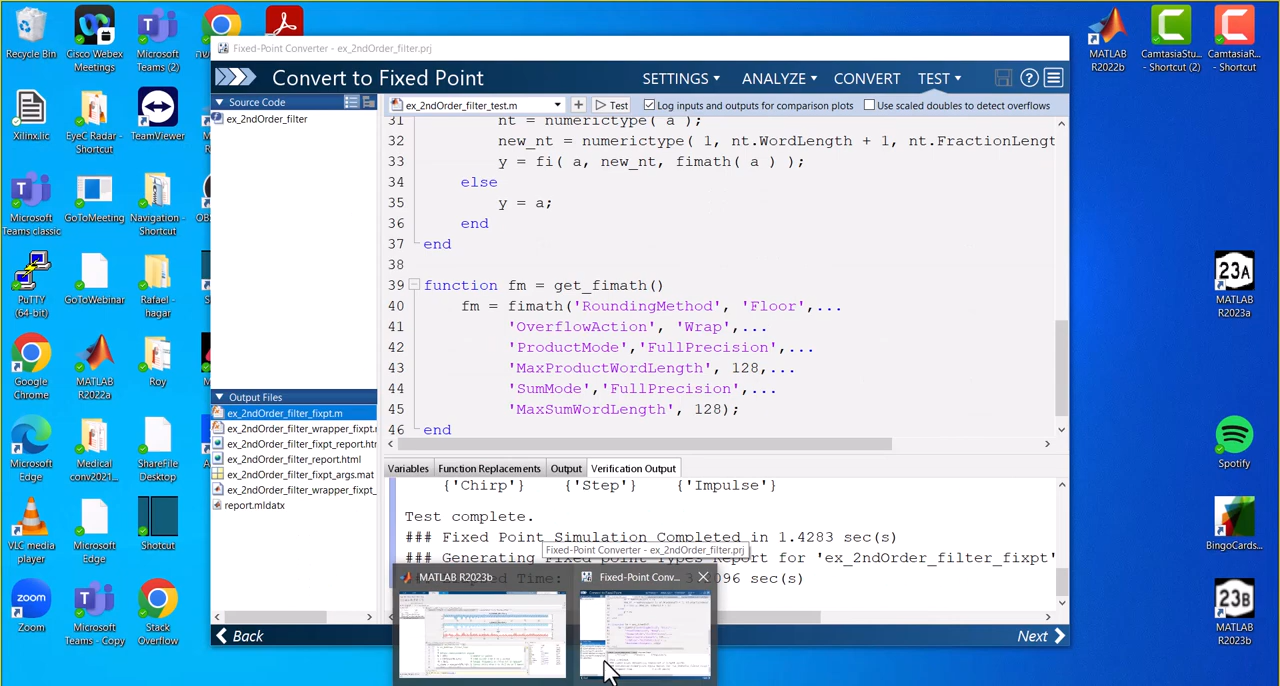 Recycle Bin
Cisco Webex
Meetings
Microsoft
Teams (2)
Xilinx.lic
EyeC Radar -
Shortcut
TeamViewer
Microsoft
Teams classic
GoToMeeting
Navigation -
Shortcut
PuTTY
(64-bit)
GoToWebinar
Rafael -
hagar
Google
Chrome
MATLAB
R2022a
Roy
Microsoft
Edge
Medical
conv2021...
ShareFile
Desktop
VLC media
player
Microsoft
Edge
Shotcut
Zoom
Microsoft
Teams - Copy
Stack
Overflow
zoom
Fixed-Point Converter - ex_2ndOrder_filter.prj
Convert to Fixed Point
SETTINGS
ANALYZE
CONVERT
TEST
Source Code
ex_2ndOrder_filter
ex_2ndOrder_filter_test.m
Test
Log inputs and outputs for comparison plots
Use scaled doubles to detect overflows
31 nt = numerictype( a );
32 new_nt = numerictype( 1, nt.WordLength + 1, nt.FractionLengt
33 y = fi( a, new_nt, fimath( a ) );
34 else
35 y = a;
36 end
37 end
38
39 function fm = get_fimath()
40 fm = fimath('RoundingMethod', 'Floor',...
41 'OverflowAction', 'Wrap',...
42 'ProductMode','FullPrecision',...
43 'MaxProductWordLength', 128,...
44 'SumMode','FullPrecision',...
45 'MaxSumWordLength', 128);
46 end
Output Files
ex_2ndOrder_filter_fixpt.m
ex_2ndOrder_filter_wrapper_fixpt.
ex_2ndOrder_filter_fixpt_report.htr
ex_2ndOrder_filter_report.html
ex_2ndOrder_filter_fixpt_args.mat
ex_2ndOrder_filter_wrapper_fixpt_
report.mldatx
Variables
Function Replacements
Output
Verification Output
{'Chirp'} {'Step'} {'Impulse'}
Test complete.
### Fixed Point Simulation Completed in 1.4283 sec(s)
### Generating Fixed-point Types Report for 'ex_2ndOrder_filter_fixpt'
096 sec(s)
Fixed-Point Converter - ex_2ndOrder_filter.prj
MATLAB R2023b
Fixed-Point Conv...
Back
Next
MATLAB
R2022b
CamtasiaStu...
- Shortcut (2)
CamtasiaR...
- Shortcut
23A
MATLAB
R2023a
Spotify
BingoCards...
23B
MATLAB
R2023b